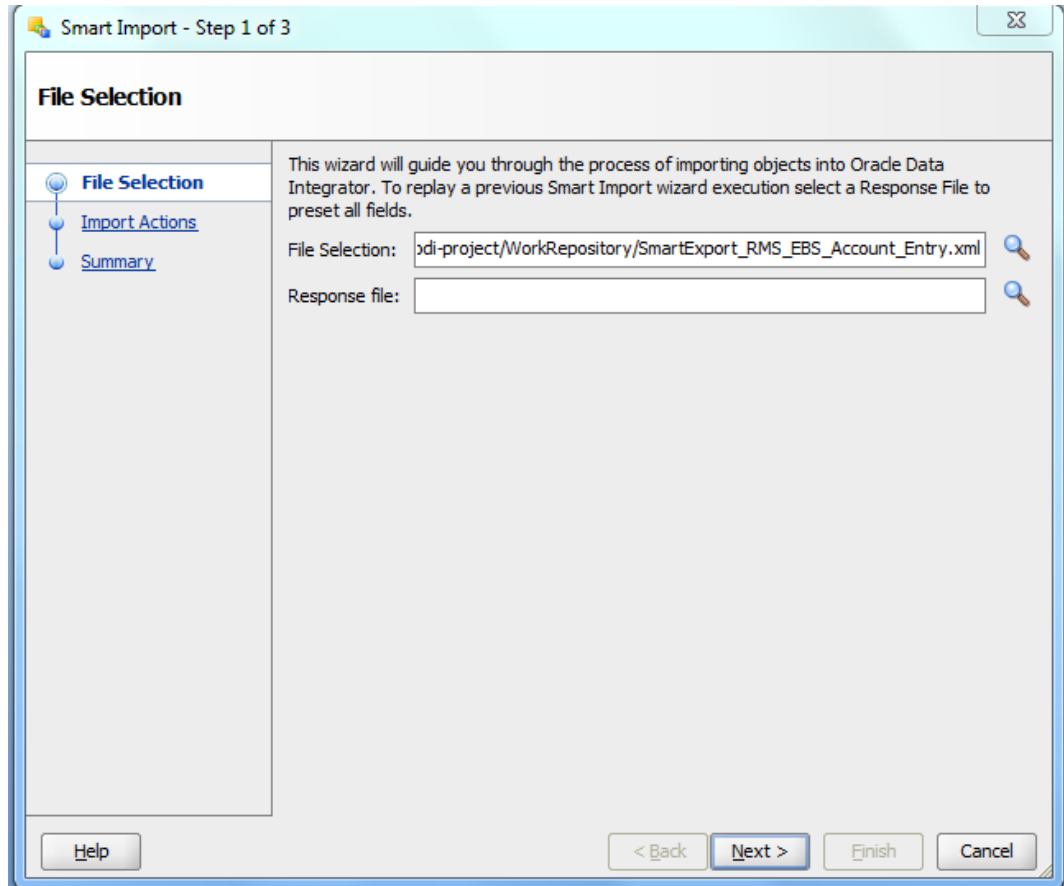 Smart Import - Step 1 of 3
File Selection
File Selection
Import Actions
Summary
This wizard will guide you through the process of importing objects into Oracle Data
Integrator. To replay a previous Smart Import wizard execution select a Response File to
preset all fields.
File Selection: odi-project/WorkRepository/SmartExport_RMS_EBS_Account_Entry.xml
Response file:
Help < Back Next > Finish Cancel